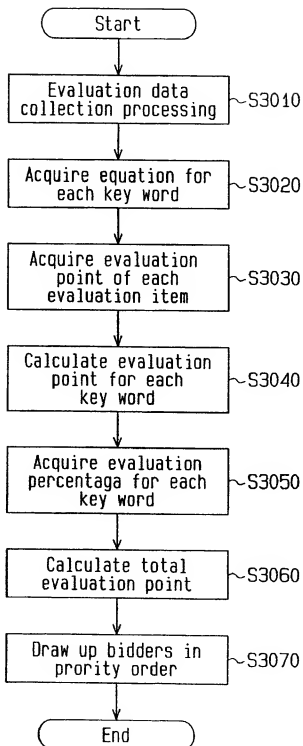 Start
Evaluation data
collection processing
S3010
Acquire equation for
each key word
S3020
Acquire evaluation
point of each
evaluation item
S3030
Calculate evaluation
point for each
key word
S3040
Acquire evaluation
percentaga for each
key word
S3050
Calculate total
evaluation point
S3060
Draw up bidders in
prority order
S3070
End